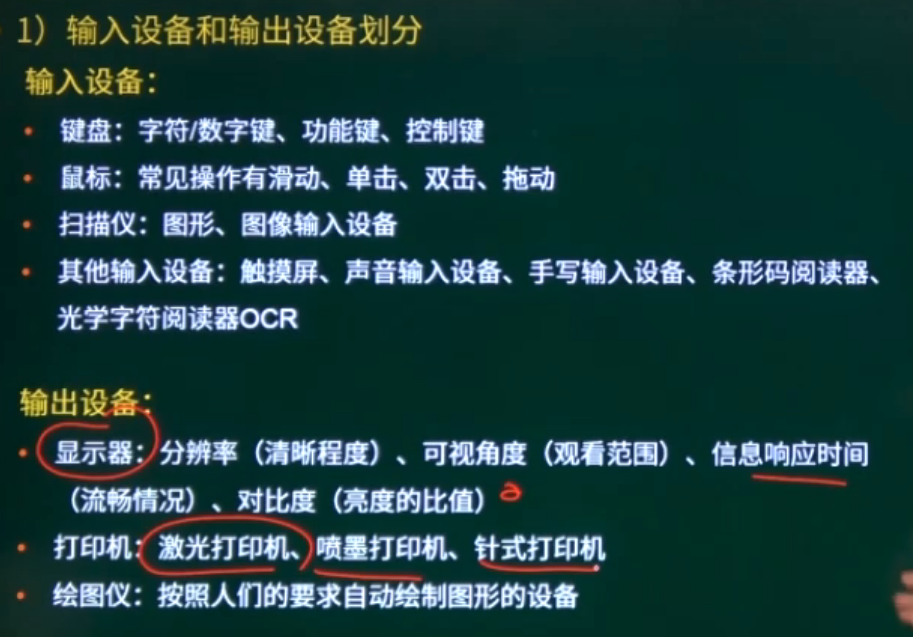 1）输入设备和输出设备划分
输入设备：
• 键盘：字符/数字键、功能键、控制键
• 鼠标：常见操作有滑动、单击、双击、拖动
• 扫描仪：图形、图像输入设备
• 其他输入设备：触摸屏、声音输入设备、手写输入设备、条形码阅读器、
光学字符阅读器OCR
输出设备：
• 显示器：分辨率（清晰程度）、可视角度（观看范围）、信息响应时间
（流畅情况）、对比度（亮度的比值）
• 打印机：激光打印机、喷墨打印机、针式打印机
• 绘图仪：按照人们的要求自动绘制图形的设备